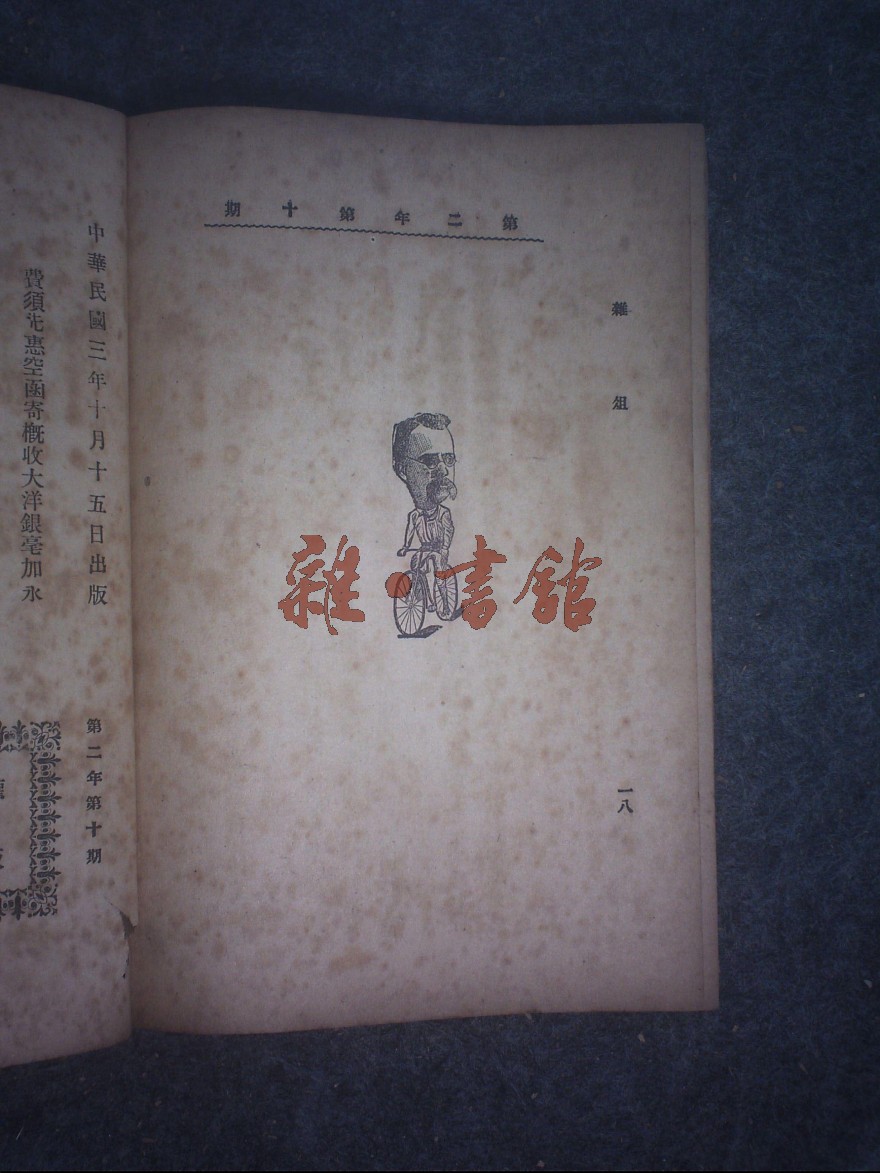 第二年第十期
雜俎
一八
雜·書館
中華民國三年十月十五日出版
第二年第十期
費須先惠空函寄概收大洋銀毫加水